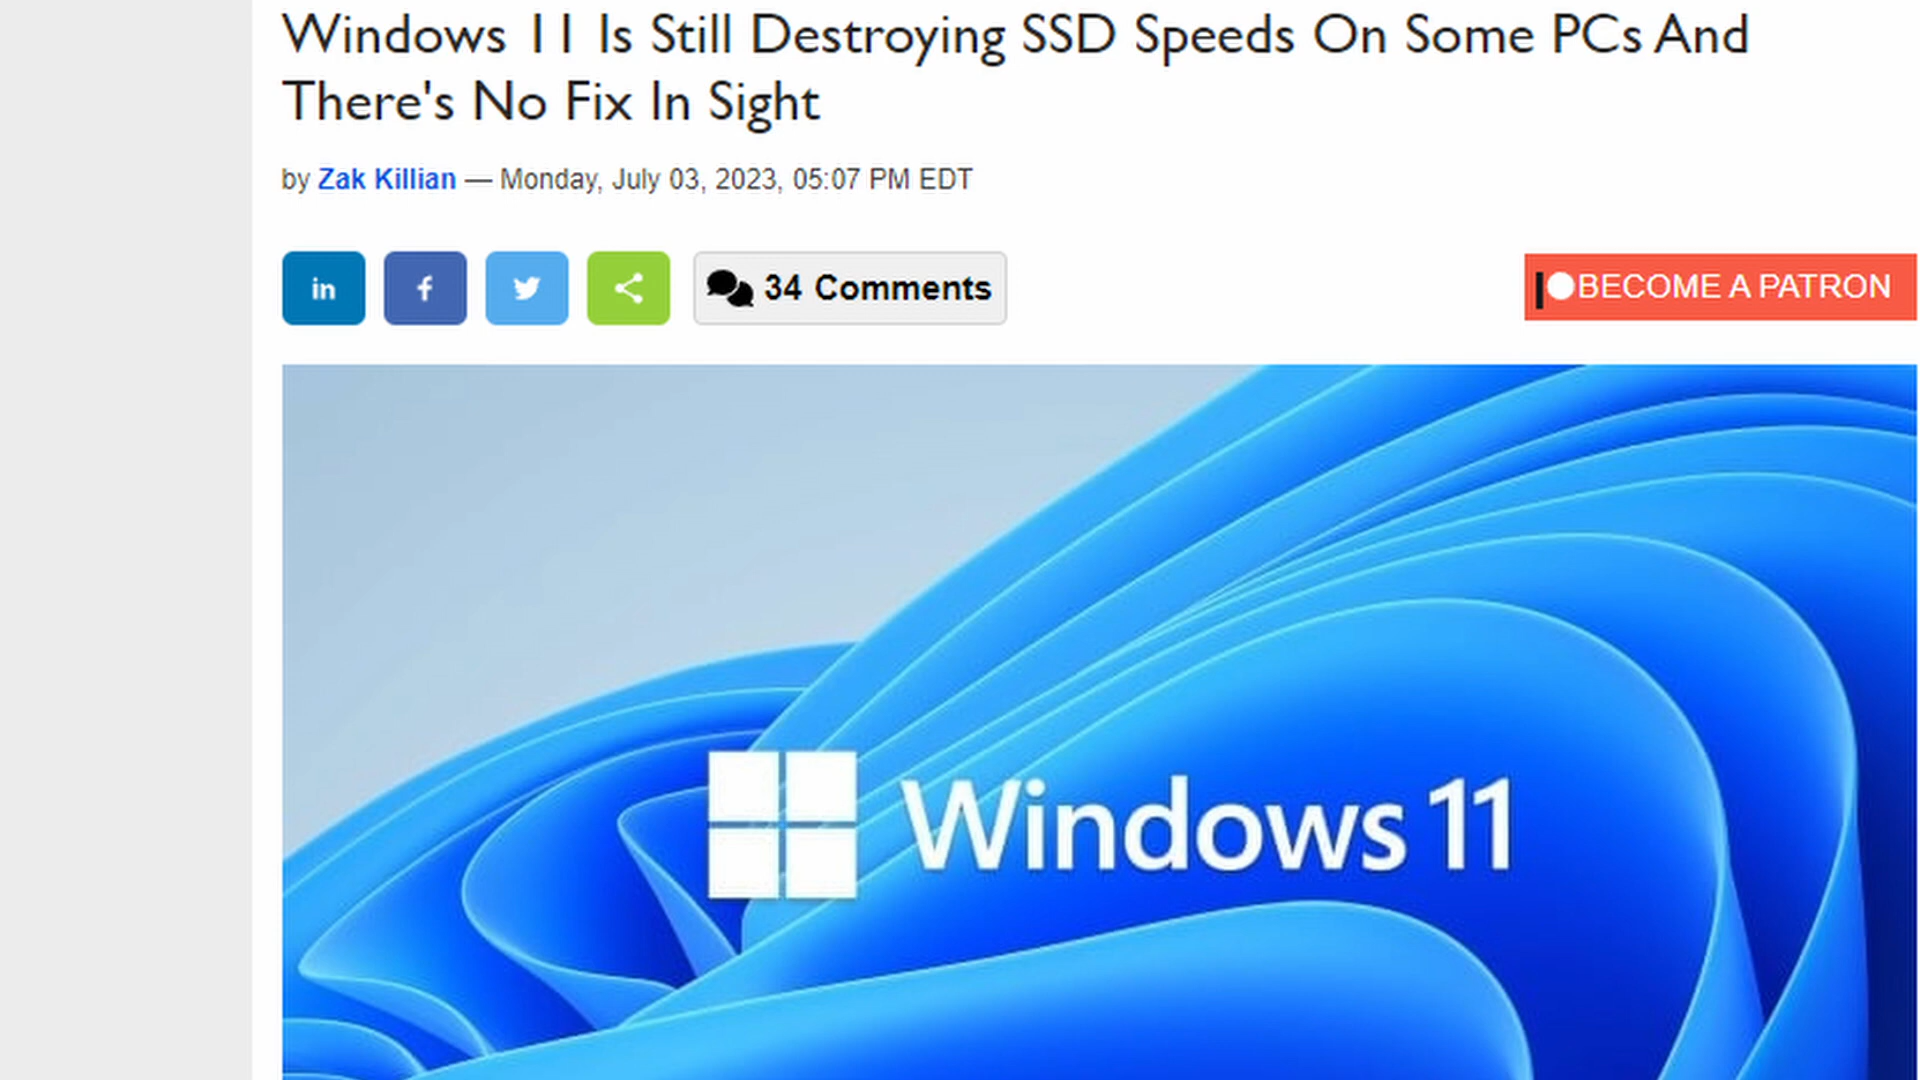 Windows 11 Is Still Destroying SSD Speeds On Some PCs And
There's No Fix In Sight
by Zak Killian — Monday, July 03, 2023, 05:07 PM EDT
in
f
34 Comments
BECOME A PATRON
Windows 11